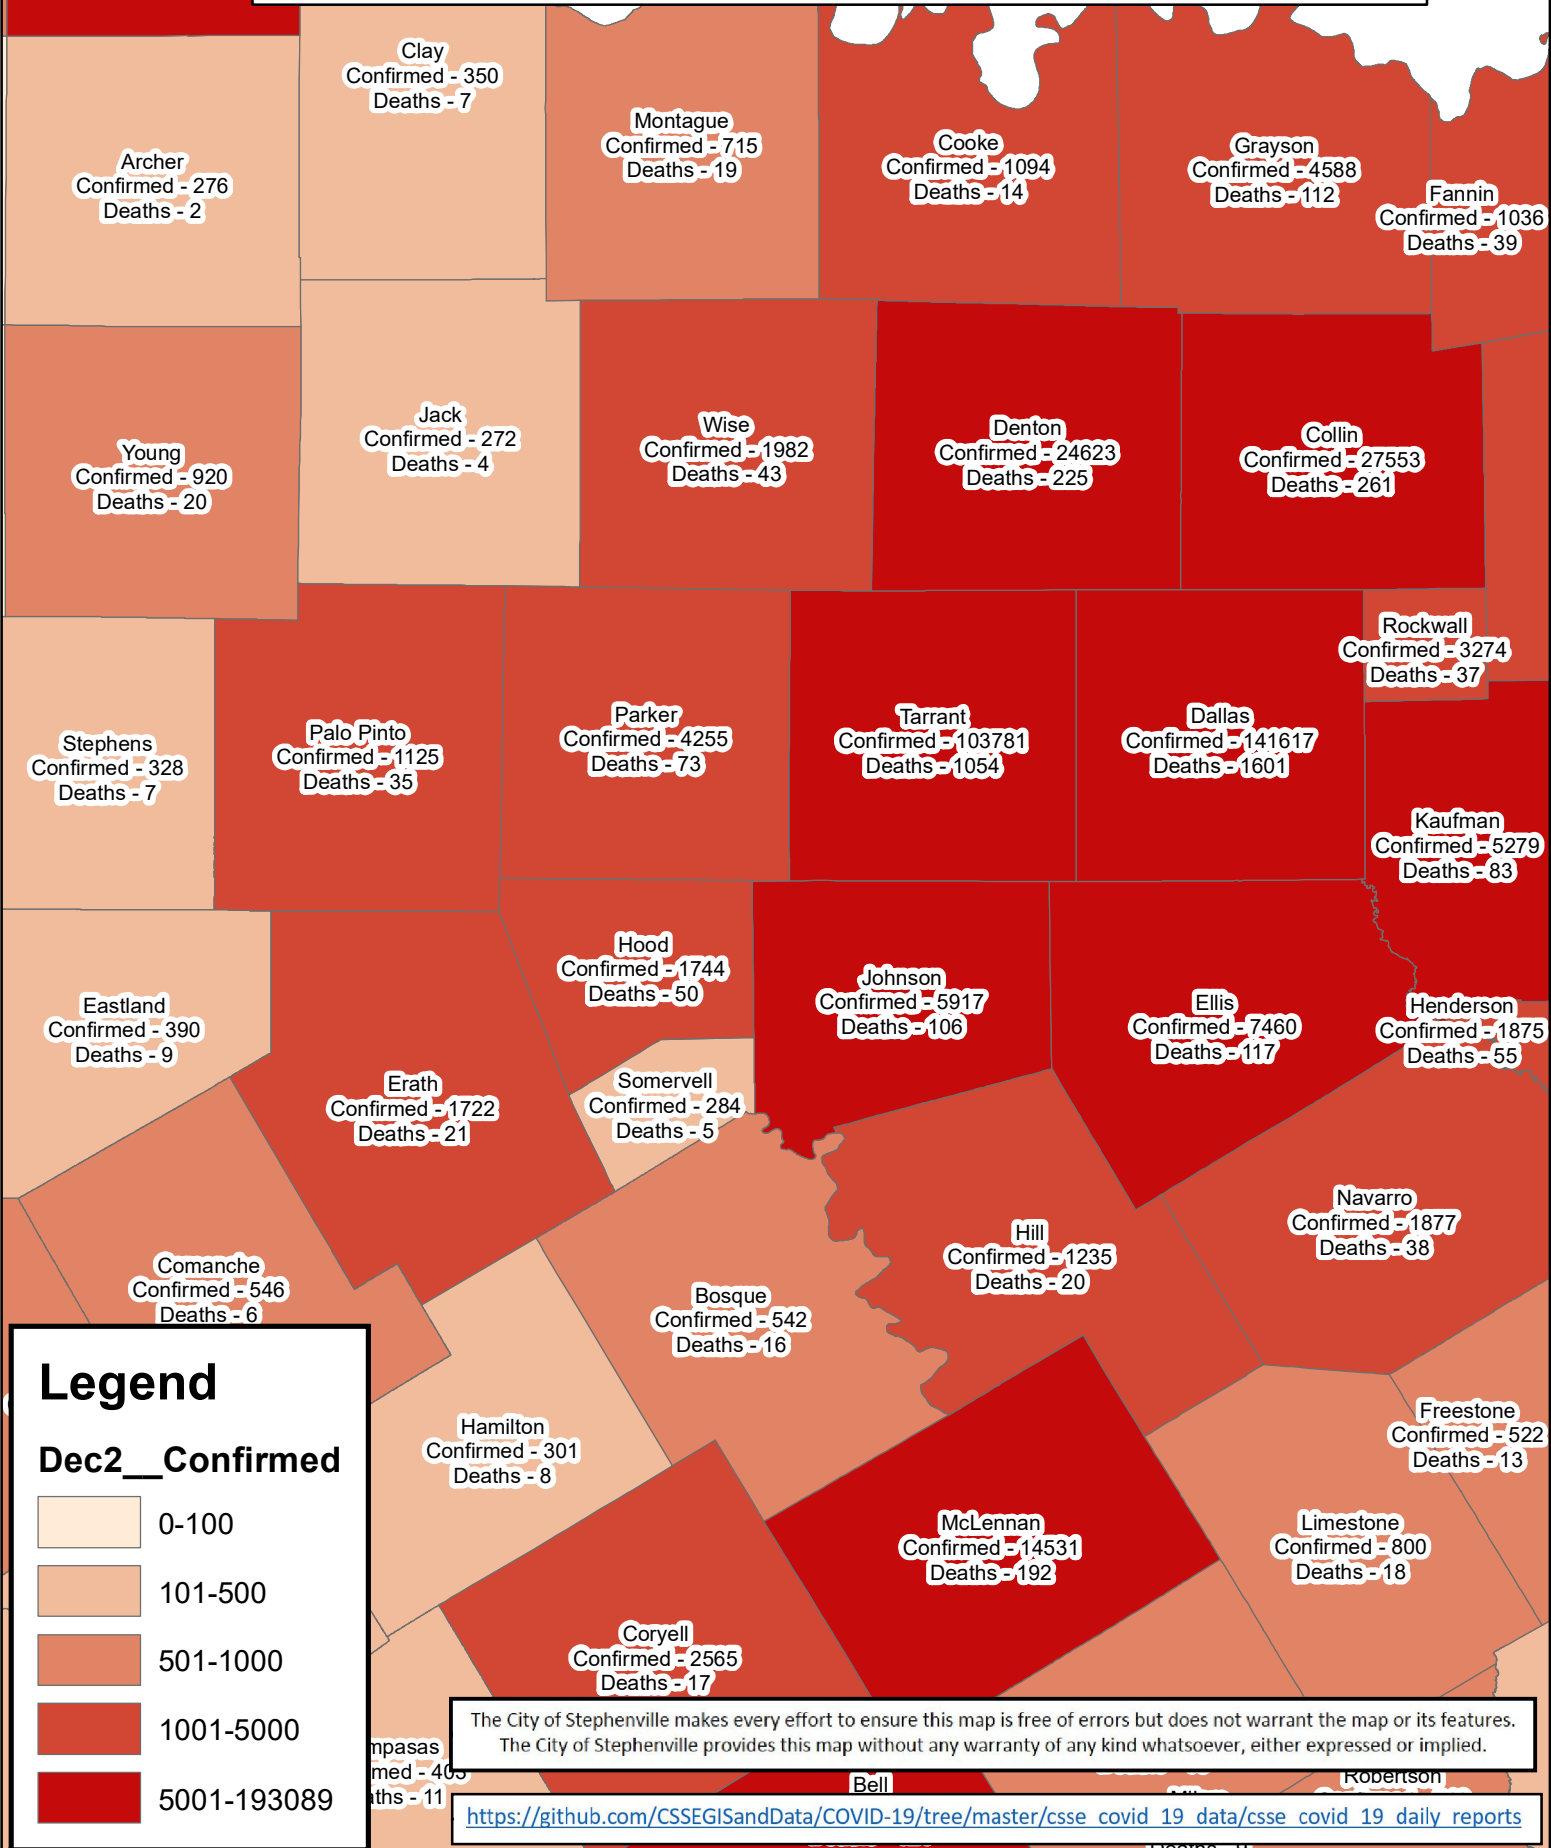 Clay
Confirmed - 350
Deaths - 7
Montague
Confirmed - 715
Deaths - 19
Cooke
Confirmed - 1094
Deaths - 14
Grayson
Confirmed - 4588
Deaths - 112
Archer
Confirmed - 276
Deaths - 2
Fannin
Confirmed - 1036
Deaths - 39
Young
Confirmed - 920
Deaths - 20
Jack
Confirmed - 272
Deaths - 4
Wise
Confirmed - 1982
Deaths - 43
Denton
Confirmed - 24623
Deaths - 225
Collin
Confirmed - 27553
Deaths - 261
Rockwall
Confirmed - 3274
Deaths - 37
Stephens
Confirmed - 328
Deaths - 7
Palo Pinto
Confirmed - 1125
Deaths - 35
Parker
Confirmed - 4255
Deaths - 73
Tarrant
Confirmed - 103781
Deaths - 1054
Dallas
Confirmed - 141617
Deaths - 1601
Kaufman
Confirmed - 5279
Deaths - 83
Eastland
Confirmed - 390
Deaths - 9
Hood
Confirmed - 1744
Deaths - 50
Johnson
Confirmed - 5917
Deaths - 106
Ellis
Confirmed - 7460
Deaths - 117
Henderson
Confirmed - 1875
Deaths - 55
Erath
Confirmed - 1722
Deaths - 21
Somervell
Confirmed - 284
Deaths - 5
Navarro
Confirmed - 1877
Deaths - 38
Comanche
Confirmed - 546
Deaths - 6
Bosque
Confirmed - 542
Deaths - 16
Hill
Confirmed - 1235
Deaths - 20
Hamilton
Confirmed - 301
Deaths - 8
Freestone
Confirmed - 522
Deaths - 13
McLennan
Confirmed - 14531
Deaths - 192
Limestone
Confirmed - 800
Deaths - 18
Coryell
Confirmed - 2565
Deaths - 17
mpasas
med - 403
aths - 11
Bell
Robertson
Legend
Dec2__Confirmed
0-100
101-500
501-1000
1001-5000
5001-193089
The City of Stephenville makes every effort to ensure this map is free of errors but does not warrant the map or its features.
The City of Stephenville provides this map without any warranty of any kind whatsoever, either expressed or implied.
https://github.com/CSSEGISandData/COVID-19/tree/master/csse_covid_19_data/csse_covid_19_daily_reports